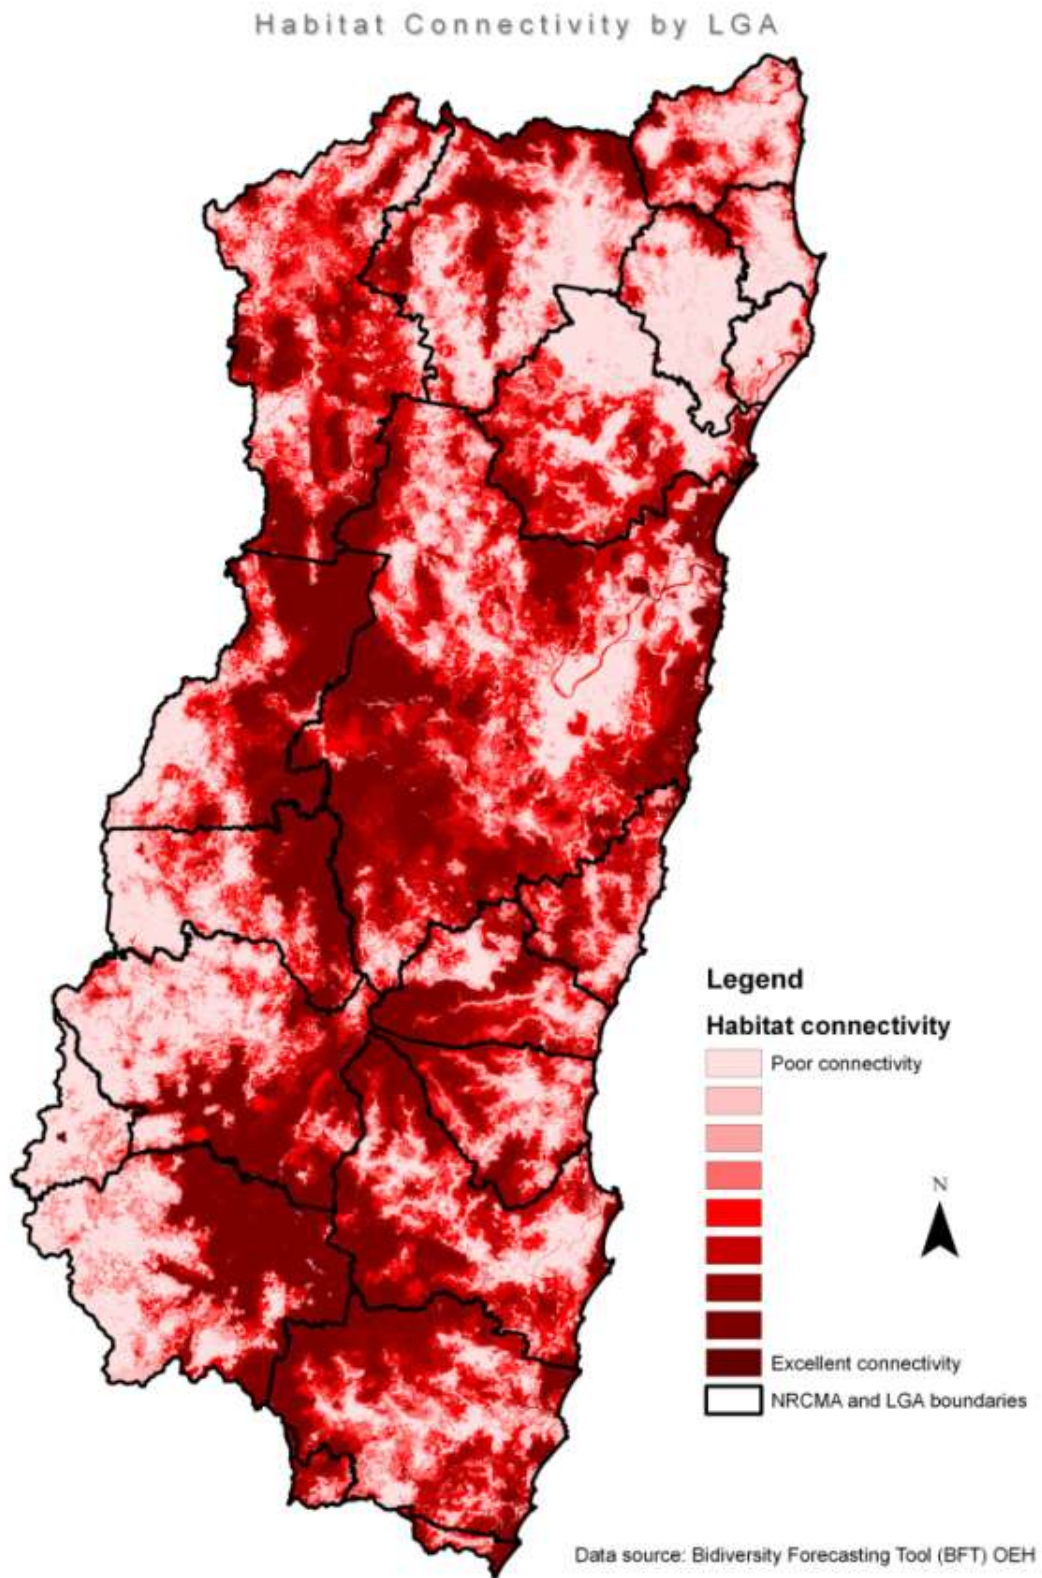 Habitat Connectivity by LGA
Legend
Habitat connectivity
Poor connectivity
N
Excellent connectivity
NRCMA and LGA boundaries
Data source: Bidiversity Forecasting Tool (BFT) OEH